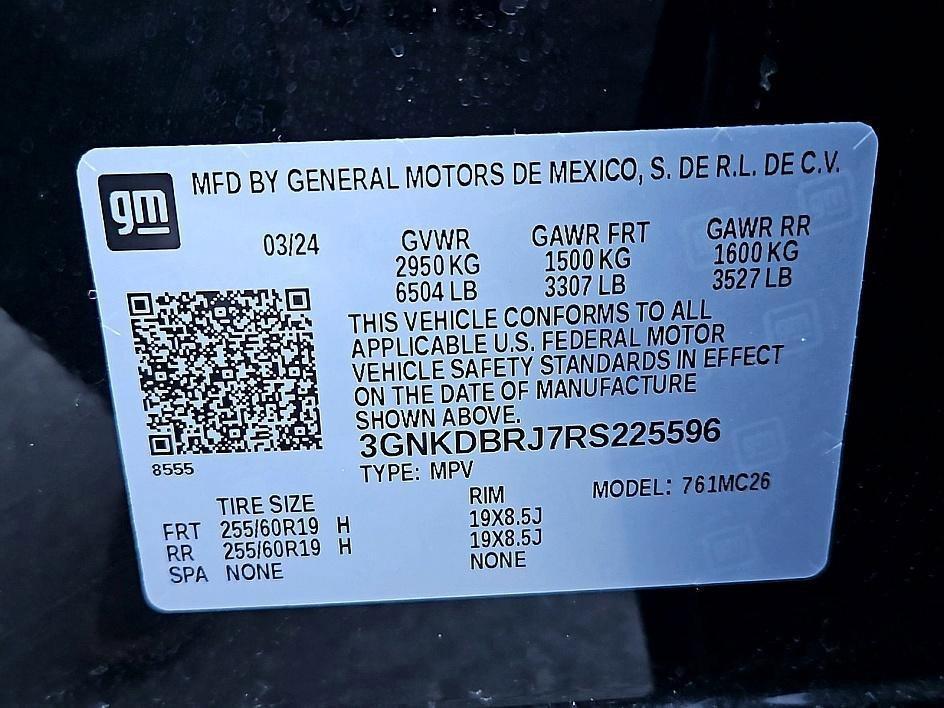 gm
MFD BY GENERAL MOTORS DE MEXICO, S. DE R.L. DE C.V.
03/24 GVWR GAWR FRT GAWR RR
2950 KG 1500 KG 1600 KG
6504 LB 3307 LB 3527 LB
THIS VEHICLE CONFORMS TO ALL
APPLICABLE U.S. FEDERAL MOTOR
VEHICLE SAFETY STANDARDS IN EFFECT
ON THE DATE OF MANUFACTURE
SHOWN ABOVE.
3GNKDBRJ7RS225596
8555
TYPE: MPV
MODEL: 761MC26
TIRE SIZE RIM
FRT 255/60R19 H 19X8.5J
RR 255/60R19 H 19X8.5J
SPA NONE NONE